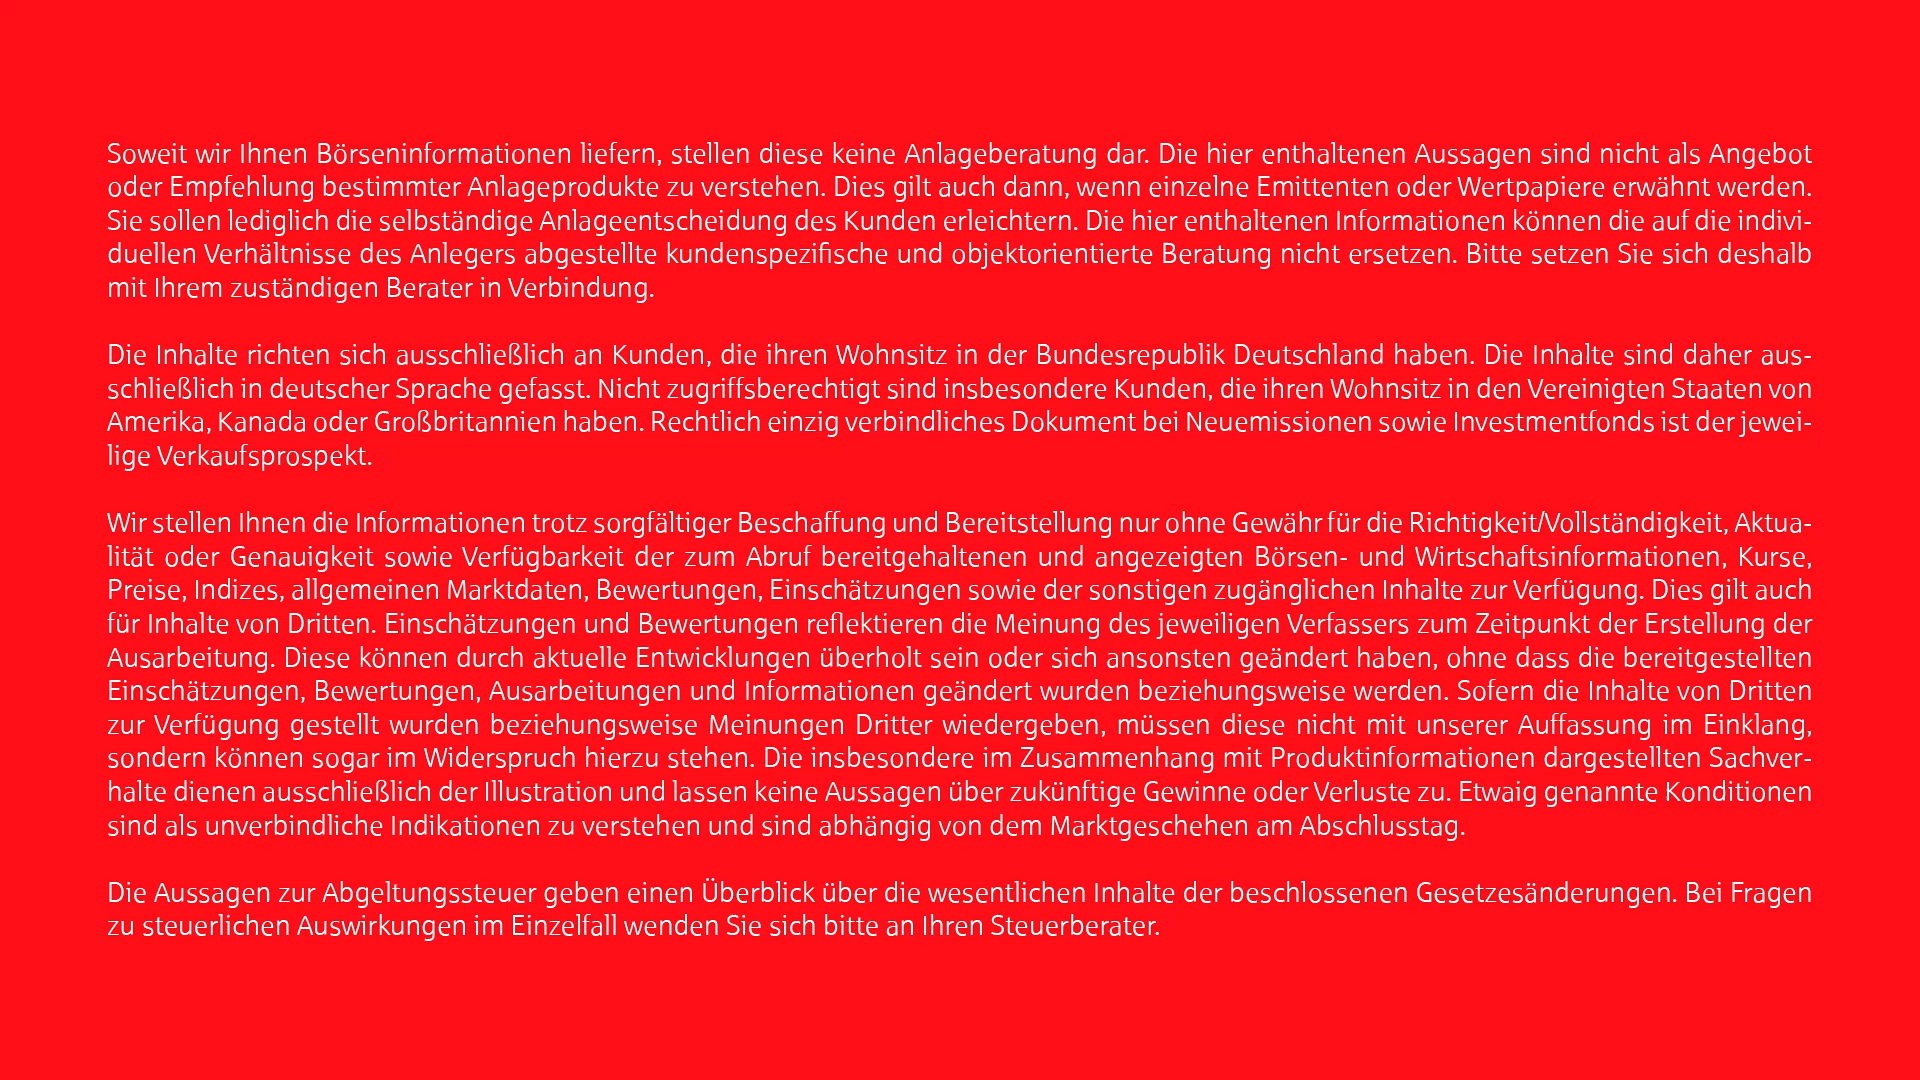 Soweit wir Ihnen Börseninformationen liefern, stellen diese keine Anlageberatung dar. Die hier enthaltenen Aussagen sind nicht als Angebot
oder Empfehlung bestimmter Anlageprodukte zu verstehen. Dies gilt auch dann, wenn einzelne Emittenten oder Wertpapiere erwähnt werden.
Sie sollen lediglich die selbständige Anlageentscheidung des Kunden erleichtern. Die hier enthaltenen Informationen können die auf die indivi-
duellen Verhältnisse des Anlegers abgestellte kundenspezifische und objektorientierte Beratung nicht ersetzen. Bitte setzen Sie sich deshalb
mit Ihrem zuständigen Berater in Verbindung.
Die Inhalte richten sich ausschließlich an Kunden, die ihren Wohnsitz in der Bundesrepublik Deutschland haben. Die Inhalte sind daher aus-
schließlich in deutscher Sprache gefasst. Nicht zugriffsberechtigt sind insbesondere Kunden, die ihren Wohnsitz in den Vereinigten Staaten von
Amerika, Kanada oder Großbritannien haben. Rechtlich einzig verbindliches Dokument bei Neuemissionen sowie Investmentfonds ist der jewei-
lige Verkaufsprospekt.
Wir stellen Ihnen die Informationen trotz sorgfältiger Beschaffung und Bereitstellung nur ohne Gewähr für die Richtigkeit/Vollständigkeit, Aktua-
lität oder Genauigkeit sowie Verfügbarkeit der zum Abruf bereitgehaltenen und angezeigten Börsen- und Wirtschaftsinformationen, Kurse,
Preise, Indizes, allgemeinen Marktdaten, Bewertungen, Einschätzungen sowie der sonstigen zugänglichen Inhalte zur Verfügung. Dies gilt auch
für Inhalte von Dritten. Einschätzungen und Bewertungen reflektieren die Meinung des jeweiligen Verfassers zum Zeitpunkt der Erstellung der
Ausarbeitung. Diese können durch aktuelle Entwicklungen überholt sein oder sich ansonsten geändert haben, ohne dass die bereitgestellten
Einschätzungen, Bewertungen, Ausarbeitungen und Informationen geändert wurden beziehungsweise werden. Sofern die Inhalte von Dritten
zur Verfügung gestellt wurden beziehungsweise Meinungen Dritter wiedergeben, müssen diese nicht mit unserer Auffassung im Einklang,
sondern können sogar im Widerspruch hierzu stehen. Die insbesondere im Zusammenhang mit Produktinformationen dargestellten Sachver-
halte dienen ausschließlich der Illustration und lassen keine Aussagen über zukünftige Gewinne oder Verluste zu. Etwaig genannte Konditionen
sind als unverbindliche Indikationen zu verstehen und sind abhängig von dem Marktgeschehen am Abschlusstag.
Die Aussagen zur Abgeltungssteuer geben einen Überblick über die wesentlichen Inhalte der beschlossenen Gesetzesänderungen. Bei Fragen
zu steuerlichen Auswirkungen im Einzelfall wenden Sie sich bitte an Ihren Steuerberater.